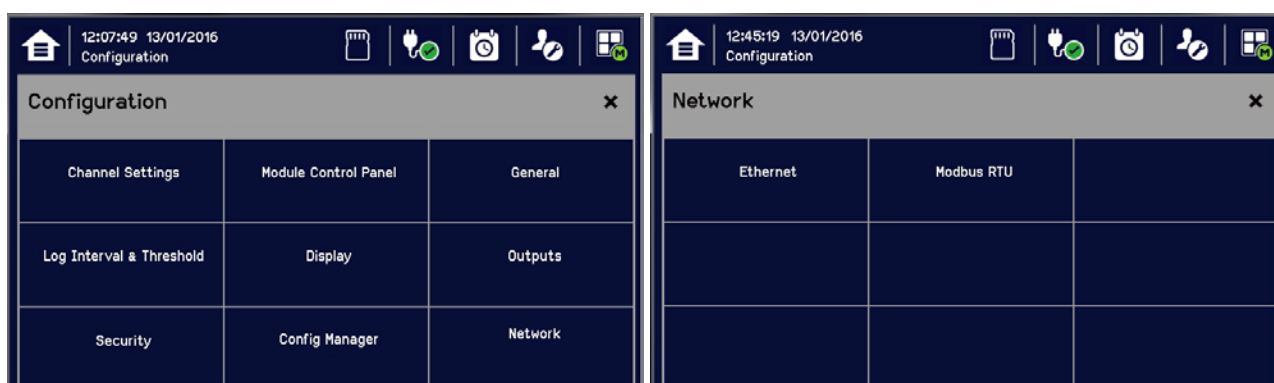 12:07:49 13/01/2016
Configuration
Configuration
Channel Settings
Module Control Panel
General
Log Interval & Threshold
Display
Outputs
Security
Config Manager
Network
12:45:19 13/01/2016
Configuration
Network
Ethernet
Modbus RTU